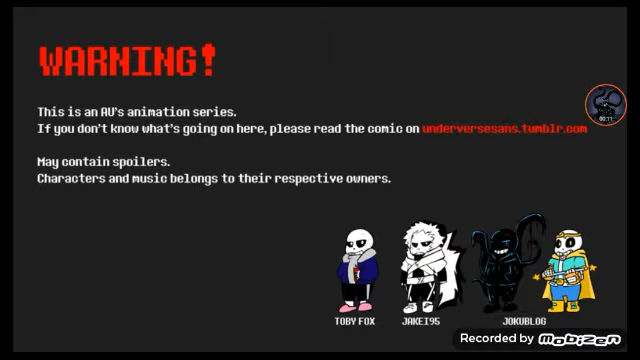 WARNING!
This is an AU's animation series.
If you don't know what's going on here, please read the comic on underversesans.tumblr.com
May contain spoilers.
Characters and music belongs to their respective owners.
00:11
TOBY FOX JAKEI95 JOKUBLOG
Recorded by mobizen